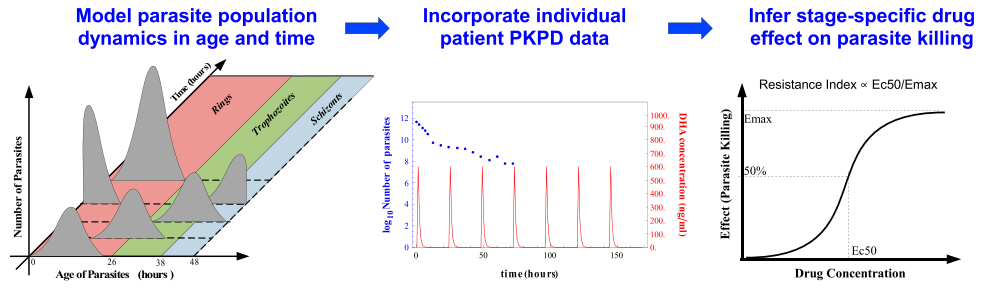 Model parasite population
dynamics in age and time
Incorporate individual
patient PKPD data
Infer stage-specific drug
effect on parasite killing
Number of Parasites
Time (hours)
Rings
Trophozoites
Schizonts
0
26
38
48
Age of Parasites (hours)
log10Number of parasites
12
10
8
6
4
2
0
0
50
100
150
time(hours)
1000.
900.
800.
700.
600.
500.
400.
300.
200.
100.
0.
DHA concentration (ng/ml)
Resistance Index ∝ Ec50/Emax
Effect (Parasite Killing)
Emax
50%
Ec50
Drug Concentration